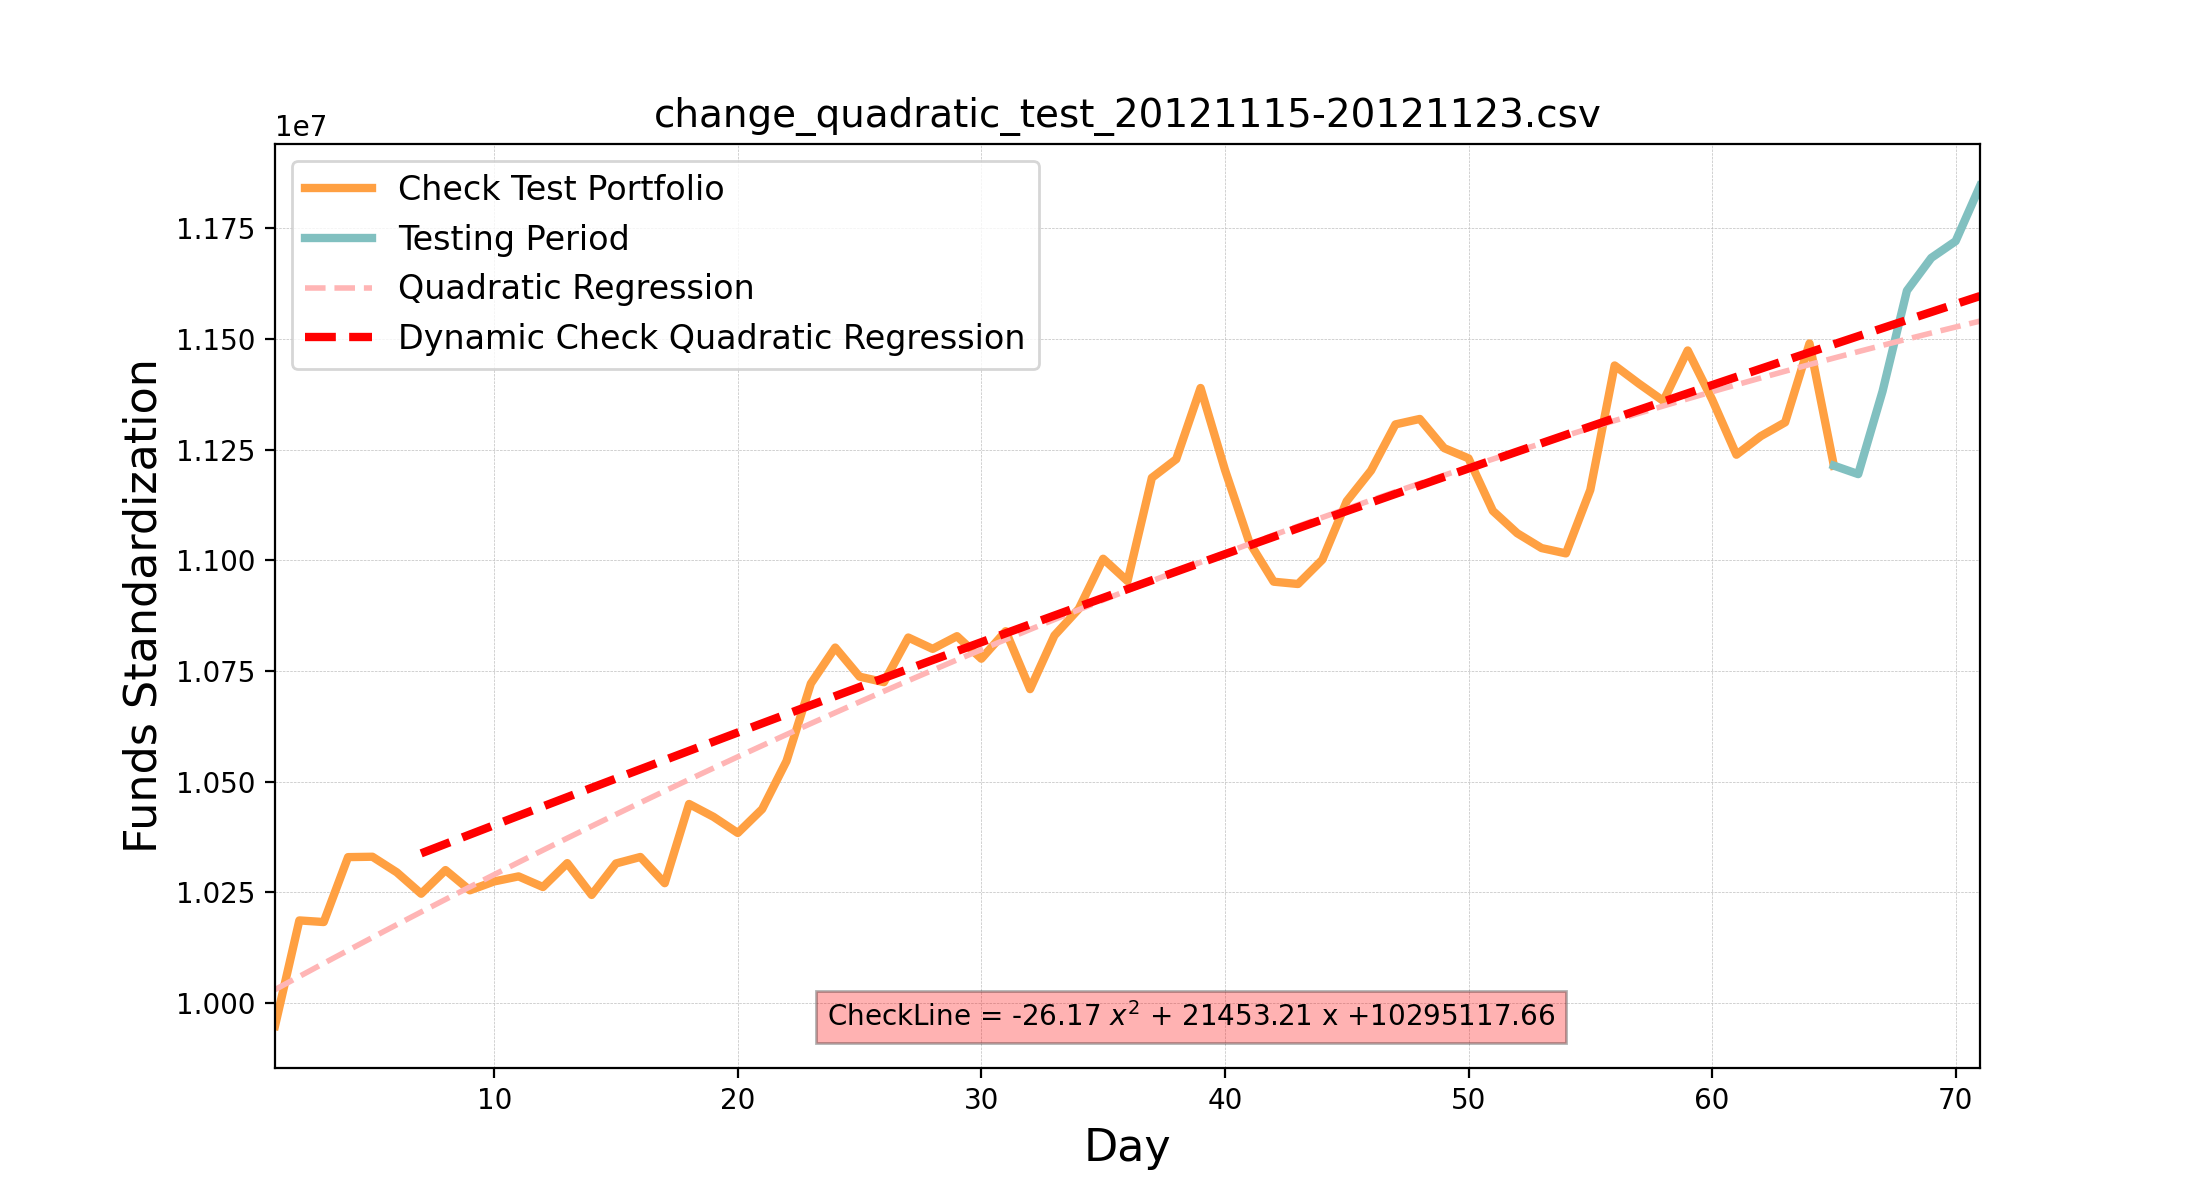 change_quadratic_test_20121115-20121123.csv
1e7
Check Test Portfolio
Testing Period
Quadratic Regression
Dynamic Check Quadratic Regression
1.175
1.150
1.125
1.100
1.075
1.050
1.025
1.000
Funds Standardization
CheckLine = -26.17 x² + 21453.21 x +10295117.66
10 20 30 40 50 60 70
Day